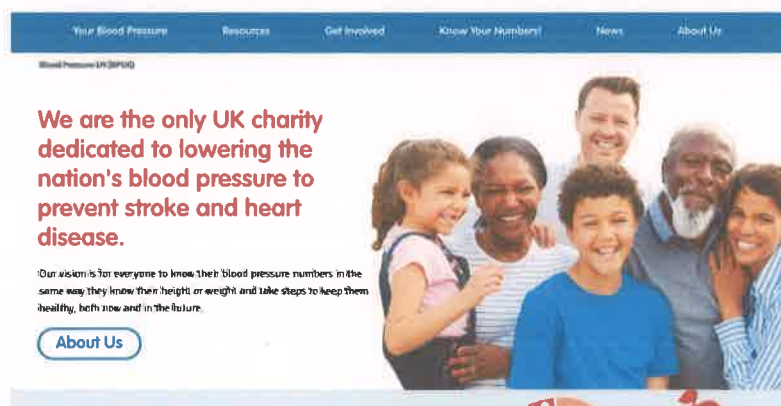 Your Blood Pressure Resources Get Involved Know Your Numbers! News About Us
Blood Pressure UK (BPUK)
We are the only UK charity
dedicated to lowering the
nation's blood pressure to
prevent stroke and heart
disease.
Our vision is for everyone to know their blood pressure numbers in the
same way they know their height or weight and take steps to keep them
healthy, both now and in the future.
About Us